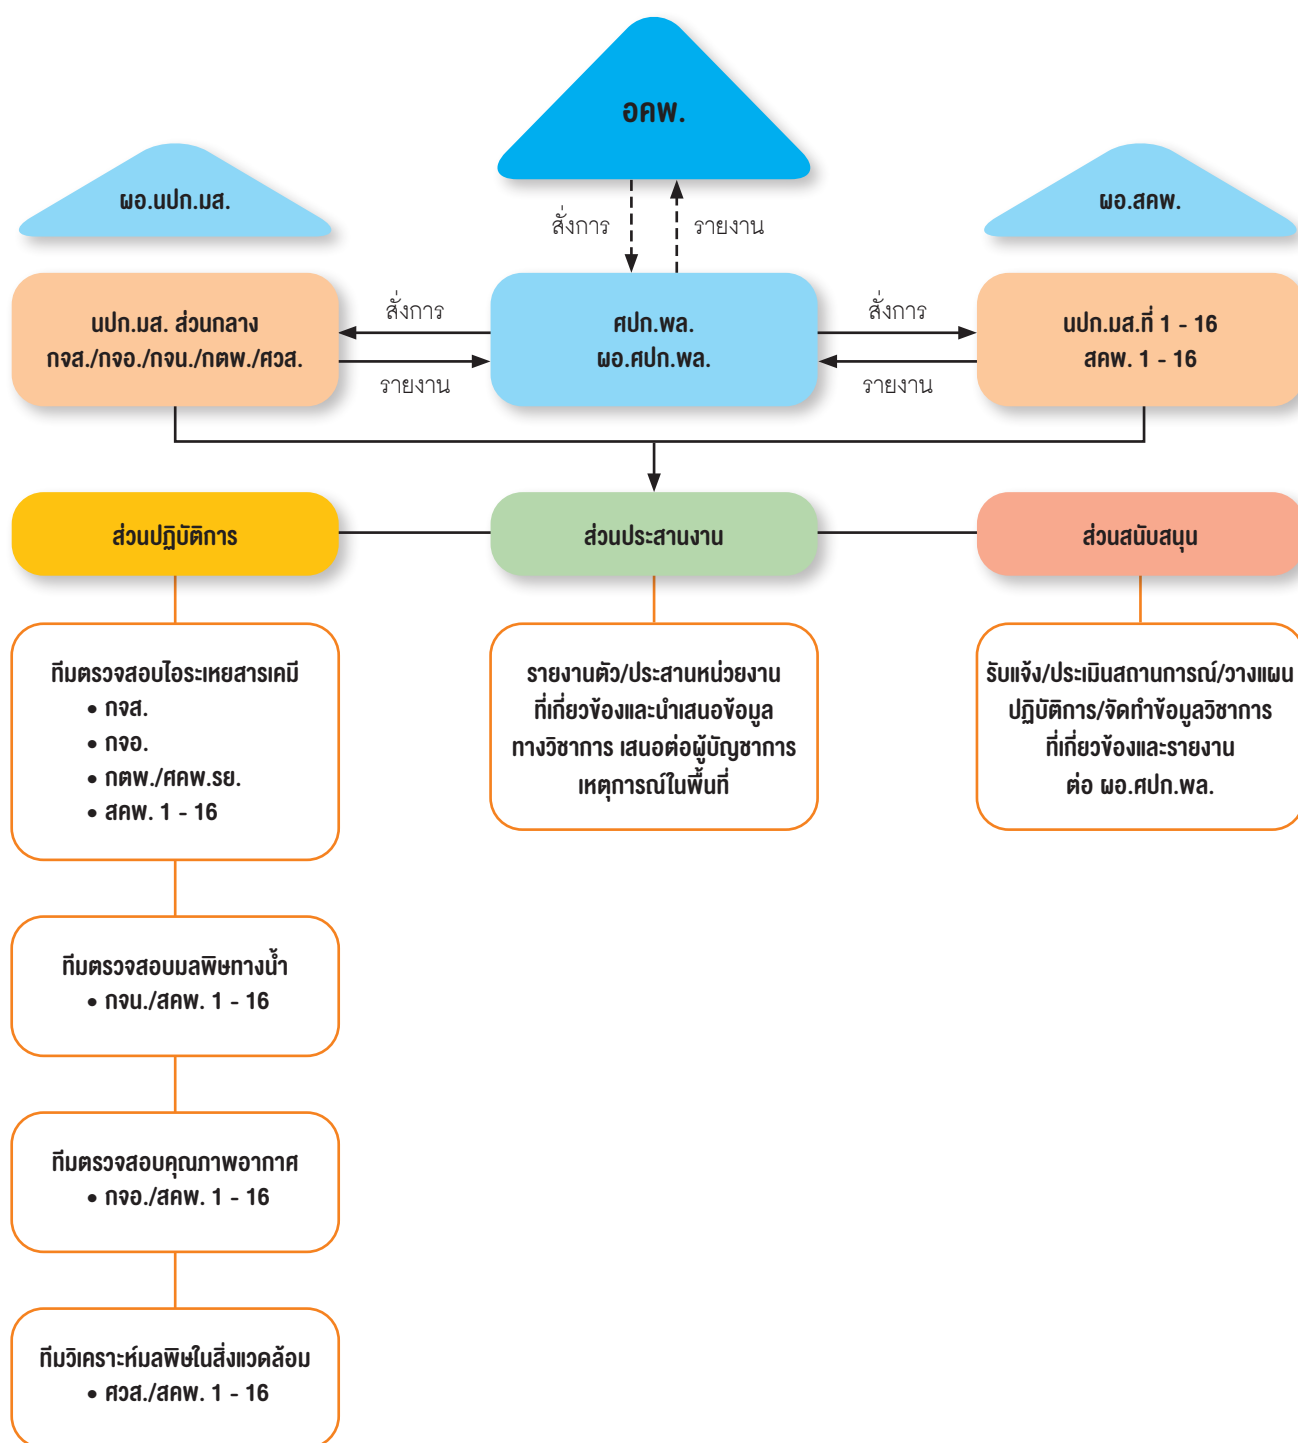 อคพ.
ผอ.นปก.มส.
ผอ.สคพ.
สั่งการ
รายงาน
นปก.มส. ส่วนกลาง
กจส./กจอ./กจน./กตพ./ศวส.
สั่งการ
รายงาน
ศปก.พล.
ผอ.ศปก.พล.
สั่งการ
รายงาน
นปก.มส.ที่ 1 - 16
สคพ. 1 - 16
ส่วนปฏิบัติการ
ส่วนประสานงาน
ส่วนสนับสนุน
ทีมตรวจสอบไอระเหยสารเคมี
• กจส.
• กจอ.
• กตพ./ศคพ.รย.
• สคพ. 1 - 16
รายงานตัว/ประสานหน่วยงาน
ที่เกี่ยวข้องและนำเสนอข้อมูล
ทางวิชาการ เสนอต่อผู้บัญชาการ
เหตุการณ์ในพื้นที่
รับแจ้ง/ประเมินสถานการณ์/วางแผน
ปฏิบัติการ/จัดทำข้อมูลวิชาการ
ที่เกี่ยวข้องและรายงาน
ต่อ ผอ.ศปก.พล.
ทีมตรวจสอบมลพิษทางน้ำ
• กจน./สคพ. 1 - 16
ทีมตรวจสอบคุณภาพอากาศ
• กจอ./สคพ. 1 - 16
ทีมวิเคราะห์มลพิษในสิ่งแวดล้อม
• ศวส./สคพ. 1 - 16